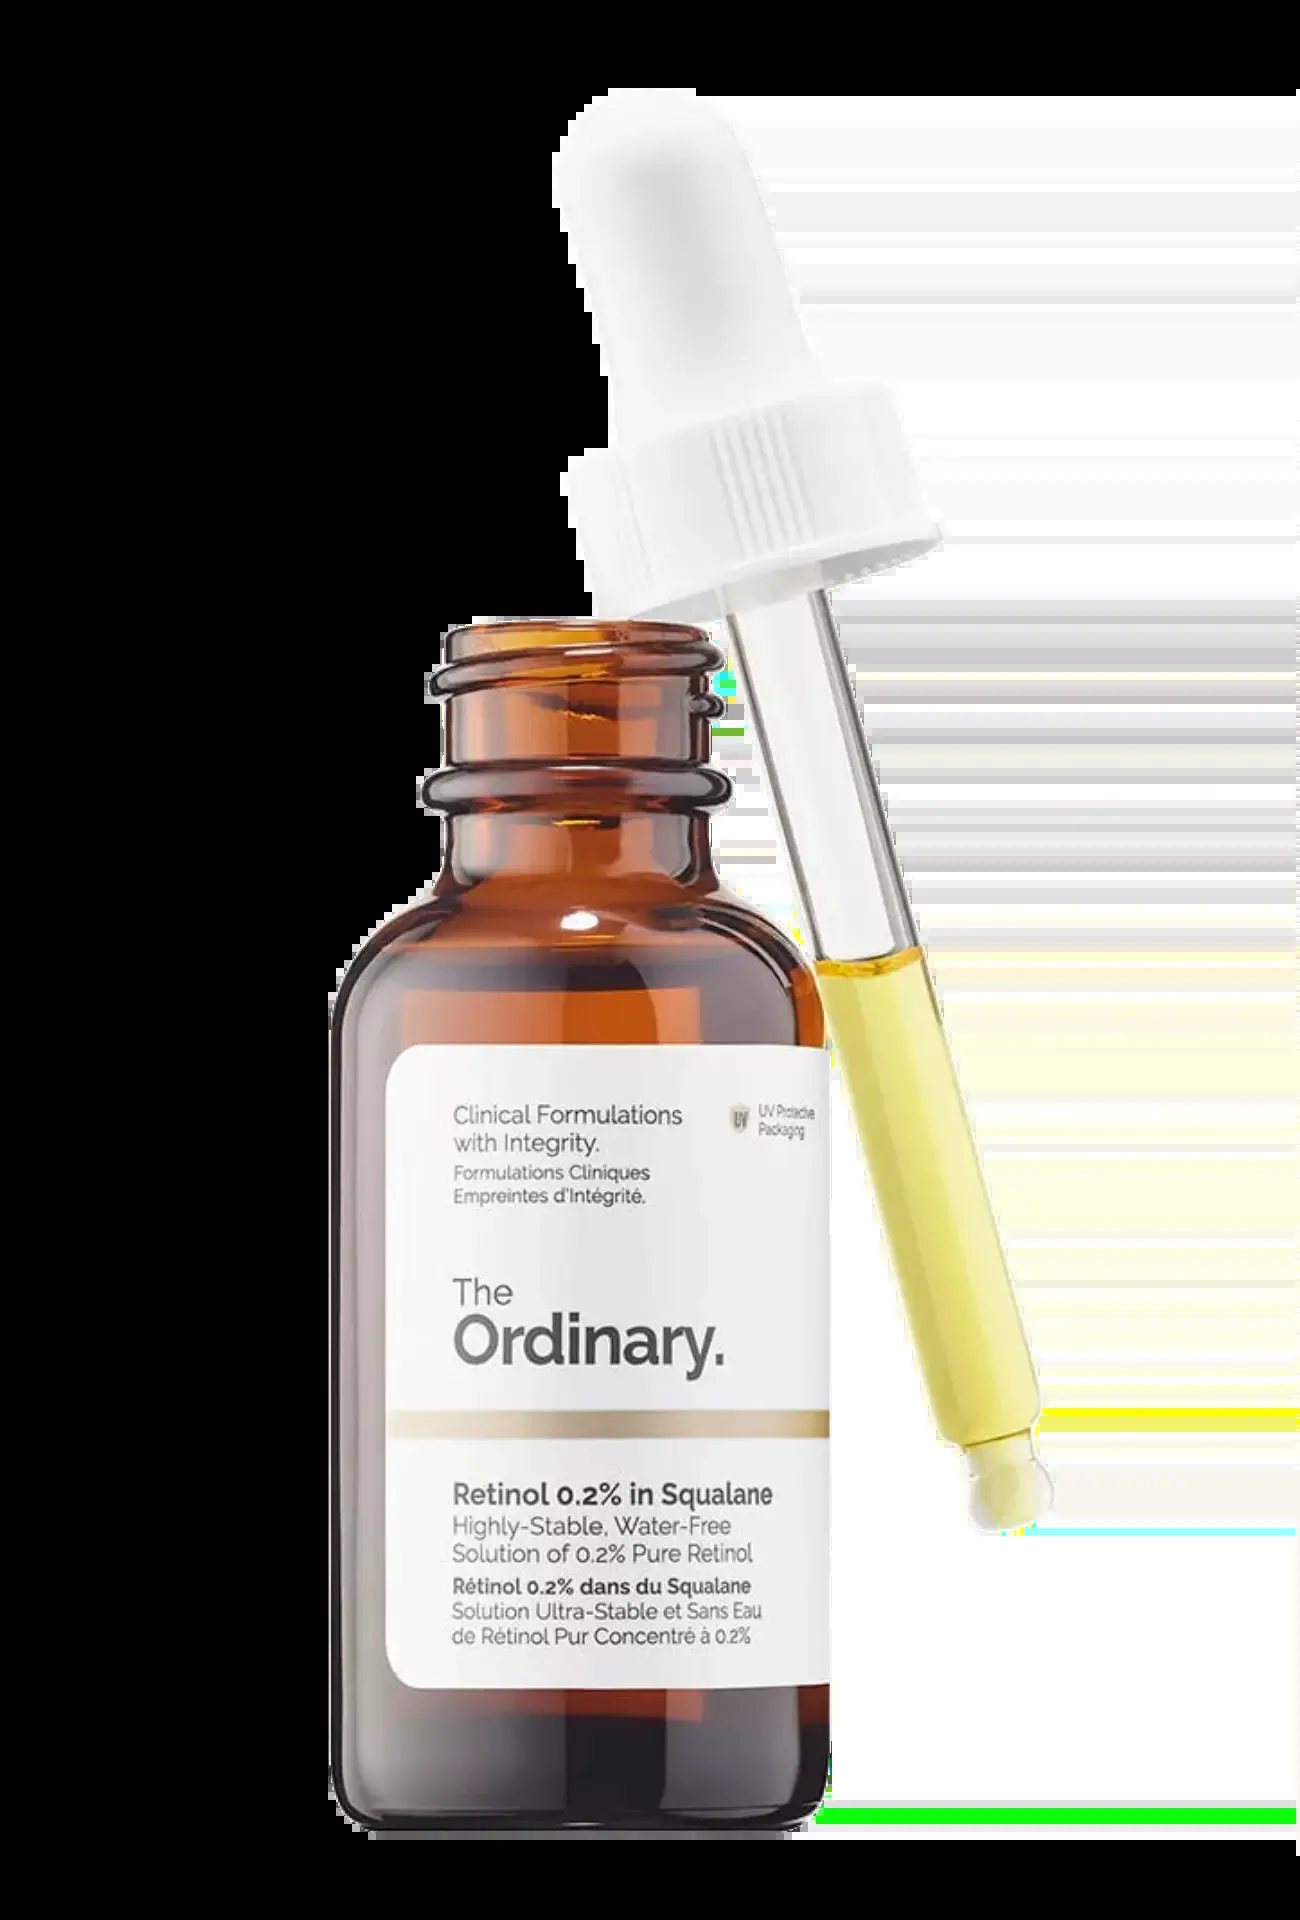 Clinical Formulations
with Integrity.
Formulations Cliniques
Empreintes d'Intégrité.
UV
UV Protective
Packaging
The
Ordinary.
Retinol 0.2% in Squalane
Highly-Stable, Water-Free
Solution of 0.2% Pure Retinol
Rétinol 0.2% dans du Squalane
Solution Ultra-Stable et Sans Eau
de Rétinol Pur Concentré à 0.2%